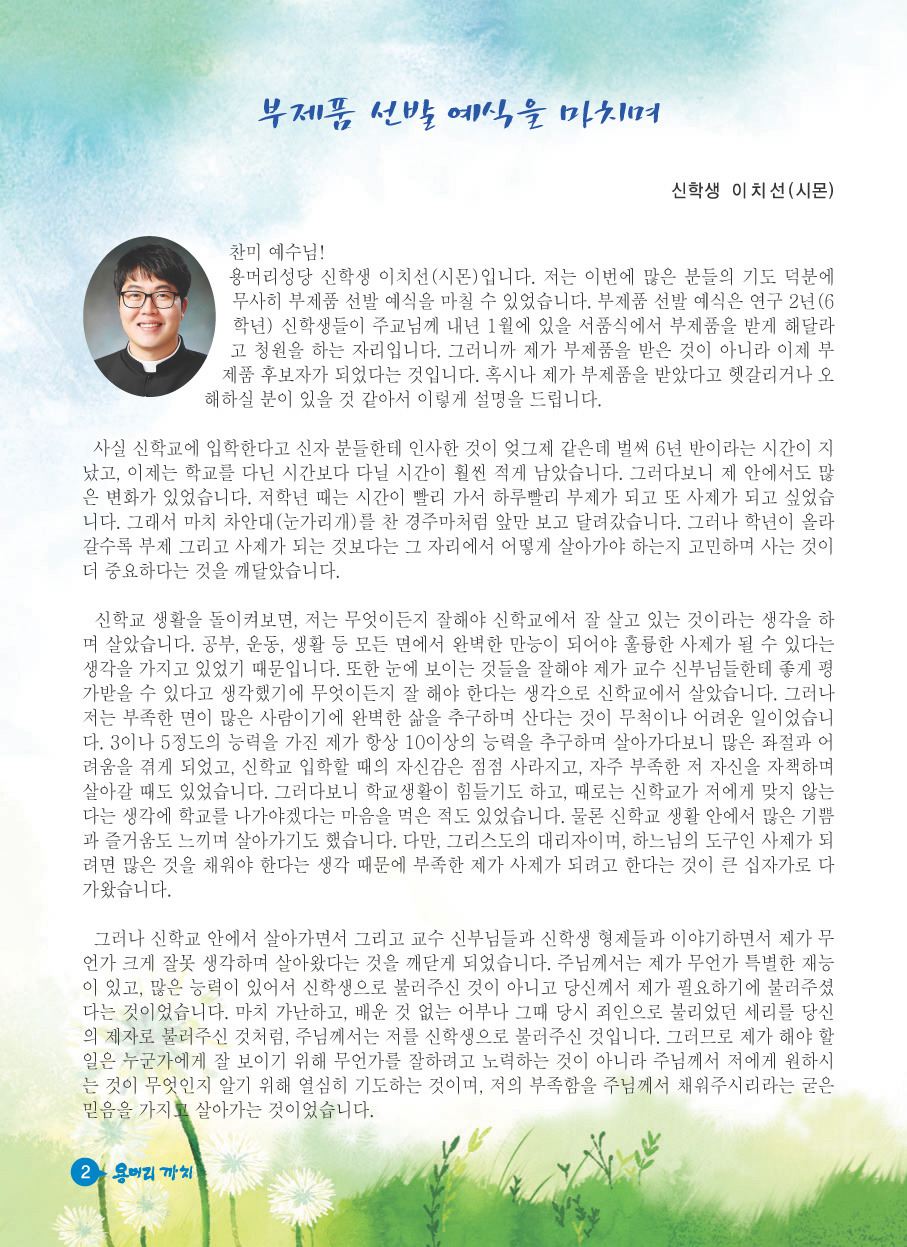 부제품 선발 예식을 마치며
신학생 이치선(시몬)
찬미 예수님!
용머리성당 신학생 이치선(시몬)입니다. 저는 이번에 많은 분들의 기도 덕분에
무사히 부제품 선발 예식을 마칠 수 있었습니다. 부제품 선발 예식은 연구 2년(6
학년) 신학생들이 주교님께 내년 1월에 있을 서품식에서 부제품을 받게 해달라
고 청원을 하는 자리입니다. 그러니까 제가 부제품을 받은 것이 아니라 이제 부
제품 후보자가 되었다는 것입니다. 혹시나 제가 부제품을 받았다고 헷갈리거나 오
해하실 분이 있을 것 같아서 이렇게 설명을 드립니다.
사실 신학교에 입학한다고 신자 분들한테 인사한 것이 엊그제 같은데 벌써 6년 반이라는 시간이 지
났고, 이제는 학교를 다닌 시간보다 다닐 시간이 훨씬 적게 남았습니다. 그러다보니 제 안에서도 많
은 변화가 있었습니다. 저학년 때는 시간이 빨리 가서 하루빨리 부제가 되고 또 사제가 되고 싶었습
니다. 그래서 마치 차안대(눈가리개)를 찬 경주마처럼 앞만 보고 달려갔습니다. 그러나 학년이 올라
갈수록 부제 그리고 사제가 되는 것보다는 그 자리에서 어떻게 살아가야 하는지 고민하며 사는 것이
더 중요하다는 것을 깨달았습니다.
신학교 생활을 돌이켜보면, 저는 무엇이든지 잘해야 신학교에서 잘 살고 있는 것이라는 생각을 하
며 살았습니다. 공부, 운동, 생활 등 모든 면에서 완벽한 만능이 되어야 훌륭한 사제가 될 수 있다는
생각을 가지고 있었기 때문입니다. 또한 눈에 보이는 것들을 잘해야 제가 교수 신부님들한테 좋게 평
가받을 수 있다고 생각했기에 무엇이든지 잘 해야 한다는 생각으로 신학교에서 살았습니다. 그러나
저는 부족한 면이 많은 사람이기에 완벽한 삶을 추구하며 산다는 것이 무척이나 어려운 일이었습니
다. 3이나 5정도의 능력을 가진 제가 항상 10이상의 능력을 추구하며 살아가다보니 많은 좌절과 어
려움을 겪게 되었고, 신학교 입학할 때의 자신감은 점점 사라지고, 자주 부족한 저 자신을 자책하며
살아갈 때도 있었습니다. 그러다보니 학교생활이 힘들기도 하고, 때로는 신학교가 저에게 맞지 않는
다는 생각에 학교를 나가야겠다는 마음을 먹은 적도 있었습니다. 물론 신학교 생활 안에서 많은 기쁨
과 즐거움도 느끼며 살아가기도 했습니다. 다만, 그리스도의 대리자이며, 하느님의 도구인 사제가 되
려면 많은 것을 채워야 한다는 생각 때문에 부족한 제가 사제가 되려고 한다는 것이 큰 십자가로 다
가왔습니다.
그러나 신학교 안에서 살아가면서 그리고 교수 신부님들과 신학생 형제들과 이야기하면서 제가 무
언가 크게 잘못 생각하며 살아왔다는 것을 깨닫게 되었습니다. 주님께서는 제가 무언가 특별한 재능
이 있고, 많은 능력이 있어서 신학생으로 불러주신 것이 아니고 당신께서 제가 필요하기에 불러주셨
다는 것이었습니다. 마치 가난하고, 배운 것 없는 어부나 그때 당시 죄인으로 불리었던 세리를 당신
의 제자로 불러주신 것처럼, 주님께서는 저를 신학생으로 불러주신 것입니다. 그러므로 제가 해야 할
일은 누군가에게 잘 보이기 위해 무언가를 잘하려고 노력하는 것이 아니라 주님께서 저에게 원하시
는 것이 무엇인지 알기 위해 열심히 기도하는 것이며, 저의 부족함을 주님께서 채워주시리라는 굳은
믿음을 가지고 살아가는 것이었습니다.
2 용머리 까치